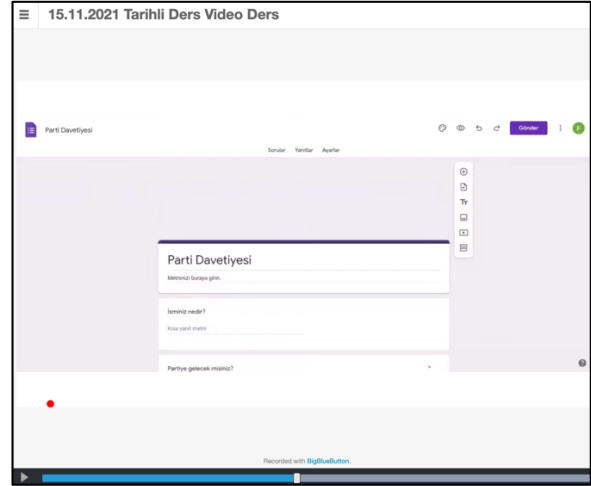 15.11.2021 Tarihli Ders Video Ders
Parti Davetiyesi
Gönder
F
Sorular Yanıtlar Ayarlar
Tт
Parti Davetiyesi
Metninizi buraya girin.
İsminiz nedir?
Kısa yanıt metni
Partiye gelecek misiniz? *
Recorded with BigBlueButton.